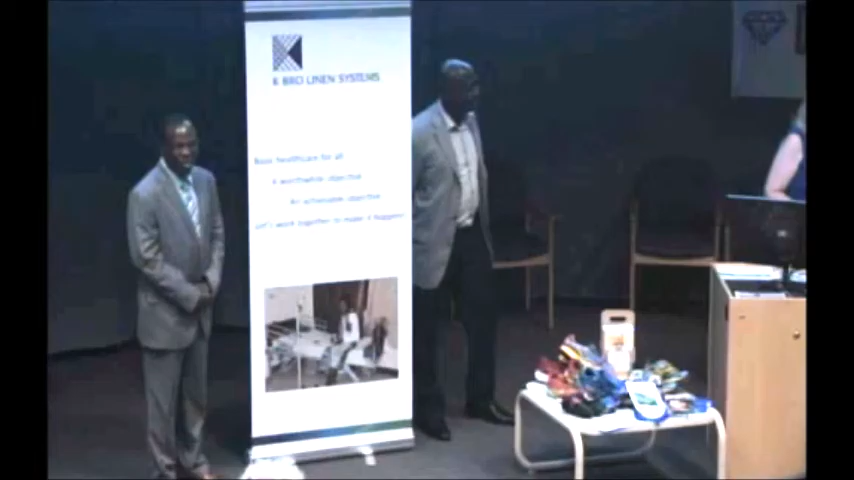 K BRO LINEN SYSTEMS
Basic healthcare for all
A worthwhile objective
An achievable objective
Let's work together to make it happen!